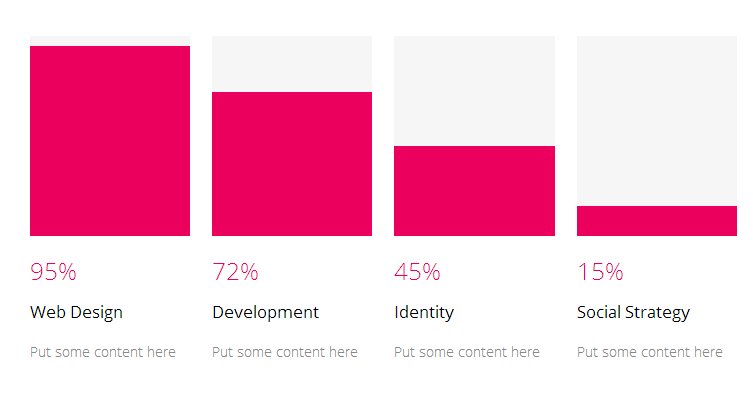 95%
Web Design
Put some content here
72%
Development
Put some content here
45%
Identity
Put some content here
15%
Social Strategy
Put some content here